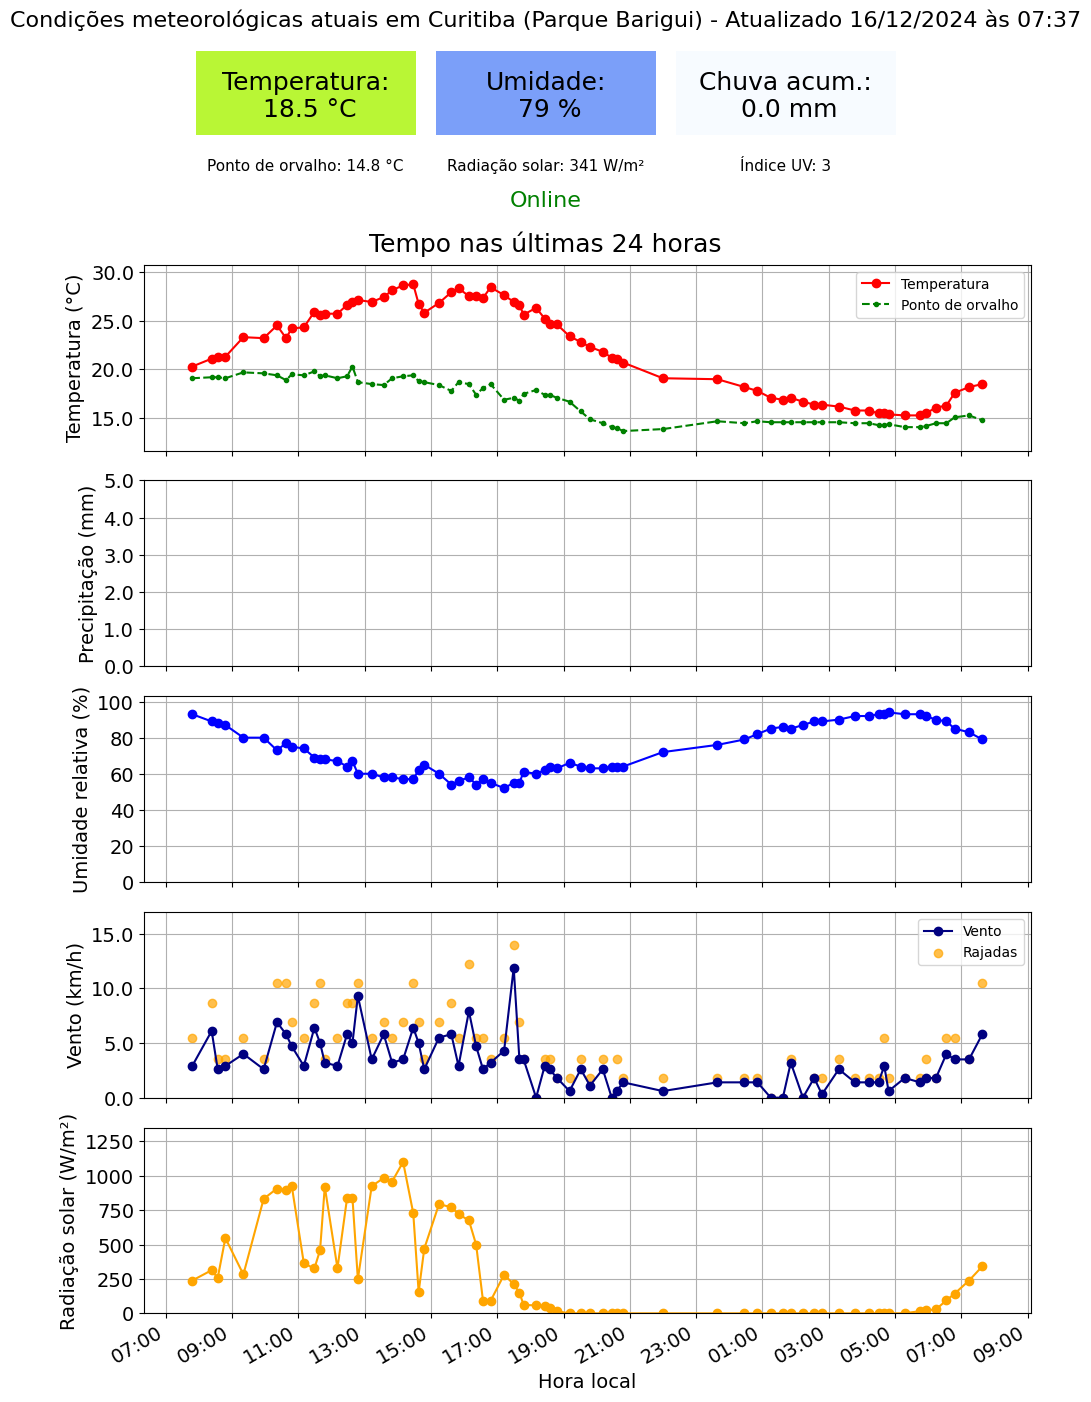 Condições meteorológicas atuais em Curitiba (Parque Barigui) - Atualizado 16/12/2024 às 07:37
Temperatura:
18.5 °C
Umidade:
79 %
Chuva acum.:
0.0 mm
Ponto de orvalho: 14.8 °C
Radiação solar: 341 W/m²
Índice UV: 3
Online
Tempo nas últimas 24 horas
Temperatura (°C)
30.0
25.0
20.0
15.0
Temperatura
Ponto de orvalho
Precipitação (mm)
5.0
4.0
3.0
2.0
1.0
0.0
Umidade relativa (%)
100
80
60
40
20
0
Vento (km/h)
15.0
10.0
5.0
0.0
Vento
Rajadas
Radiação solar (W/m²)
1250
1000
750
500
250
0
07:00
09:00
11:00
13:00
15:00
17:00
19:00
21:00
23:00
01:00
03:00
05:00
07:00
09:00
Hora local